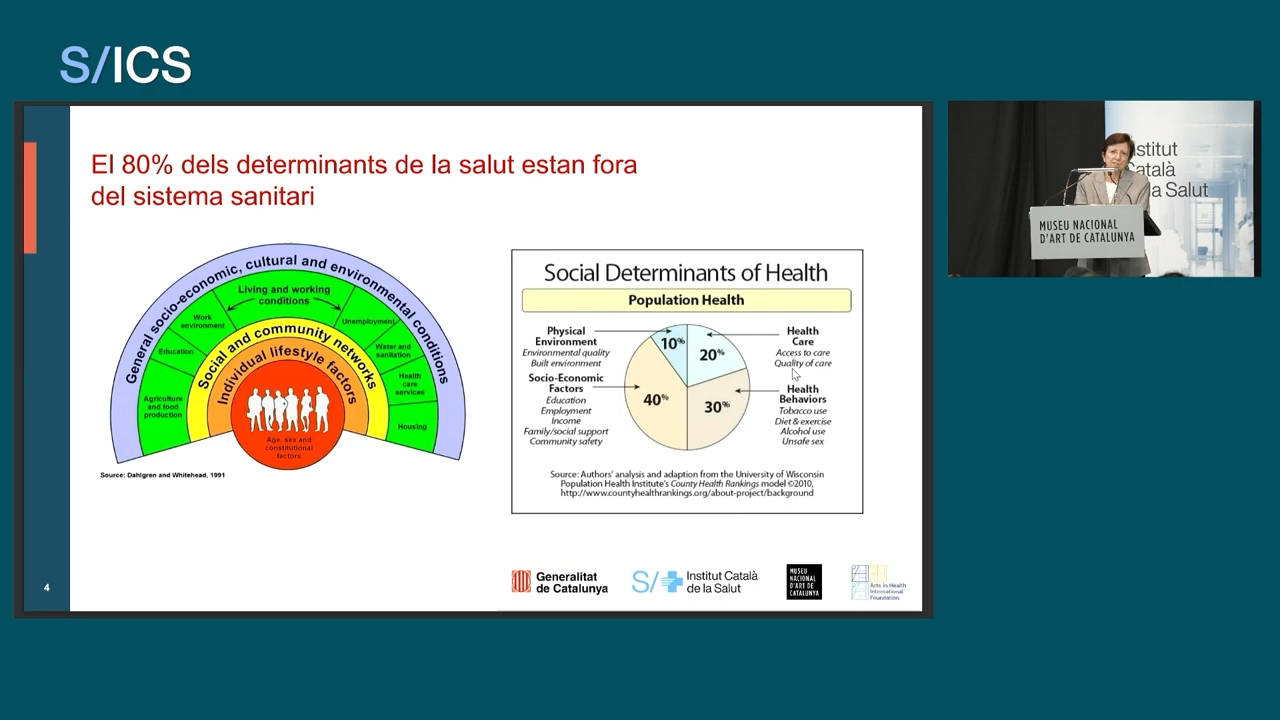 S/ICS
El 80% dels determinants de la salut estan fora
del sistema sanitari
General socio-economic, cultural and environmental conditions
Living and working
conditions
Work
environment
Unemployment
Education
Water and
sanitation
Agriculture
and food
production
Health
care
services
Housing
Social and community networks
Individual lifestyle factors
Age, sex and
constitutional
factors
Source: Dahlgren and Whitehead, 1991
Social Determinants of Health
Population Health
Physical
Environment
Environmental quality
Built environment
Socio-Economic
Factors
Education
Employment
Income
Family/social support
Community safety
10%
20%
40%
30%
Health
Care
Access to care
Quality of care
Health
Behaviors
Tobacco use
Diet & exercise
Alcohol use
Unsafe sex
Source: Authors' analysis and adaption from the University of Wisconsin
Population Health Institute's County Health Rankings model ©2010,
http://www.countyhealthrankings.org/about-project/background
4
Generalitat
de Catalunya
S/
Institut Català
de la Salut
MUSEU
NACIONAL
D'ART DE
CATALUNYA
Arts in Health
International
Foundation
nstitut
Català
la Salut
MUSEU NACIONAL
D'ART DE CATALUNYA